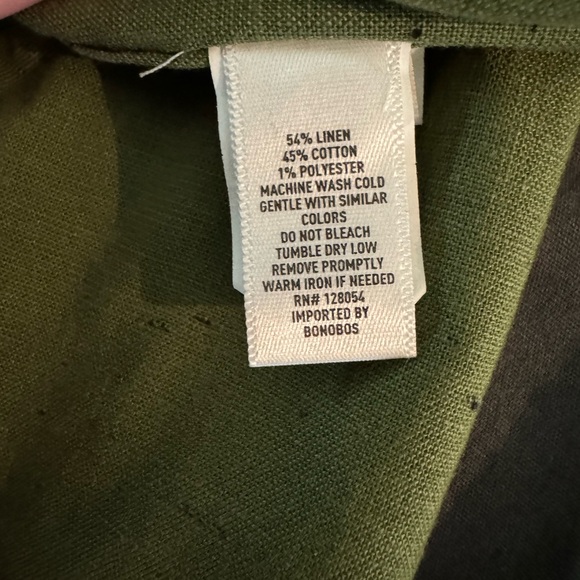 54% LINEN
45% COTTON
1% POLYESTER
MACHINE WASH COLD
GENTLE WITH SIMILAR
COLORS
DO NOT BLEACH
TUMBLE DRY LOW
REMOVE PROMPTLY
WARM IRON IF NEEDED
RN# 128054
IMPORTED BY
BONOBOS